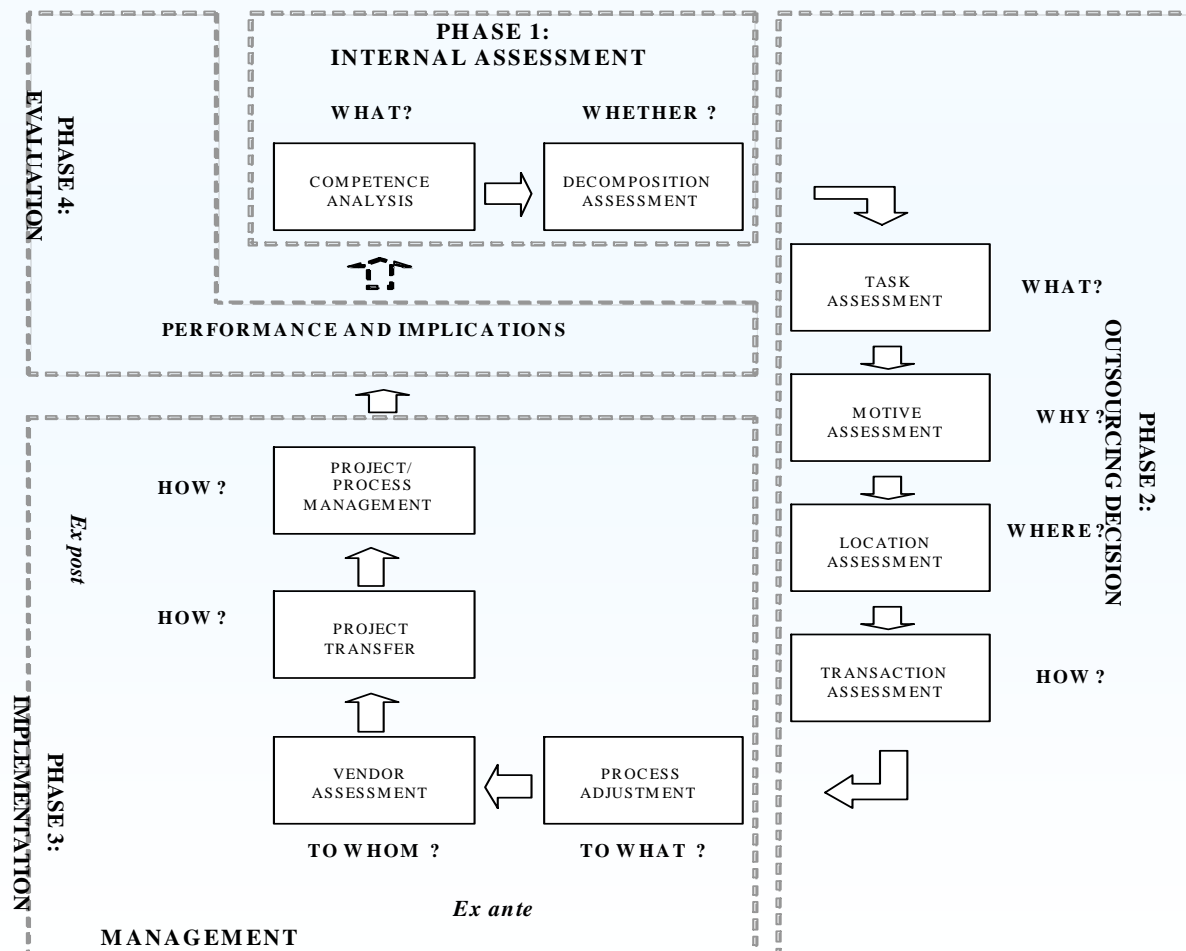 PHASE 1:
INTERNAL ASSESSMENT
WHAT?
WHETHER ?
COMPETENCE
ANALYSIS
DECOMPOSITION
ASSESSMENT
PHASE 2:
OUTSOURCING DECISION
TASK
ASSESSMENT
WHAT?
MOTIVE
ASSESSMENT
WHY ?
LOCATION
ASSESSMENT
WHERE ?
TRANSACTION
ASSESSMENT
HOW ?
PHASE 3:
IMPLEMENTATION
PROCESS
ADJUSTMENT
TO WHAT ?
VENDOR
ASSESSMENT
TO WHOM ?
Ex ante
MANAGEMENT
PROJECT
TRANSFER
HOW ?
PROJECT/
PROCESS
MANAGEMENT
HOW ?
Ex post
PHASE 4:
EVALUATION
PERFORMANCE AND IMPLICATIONS